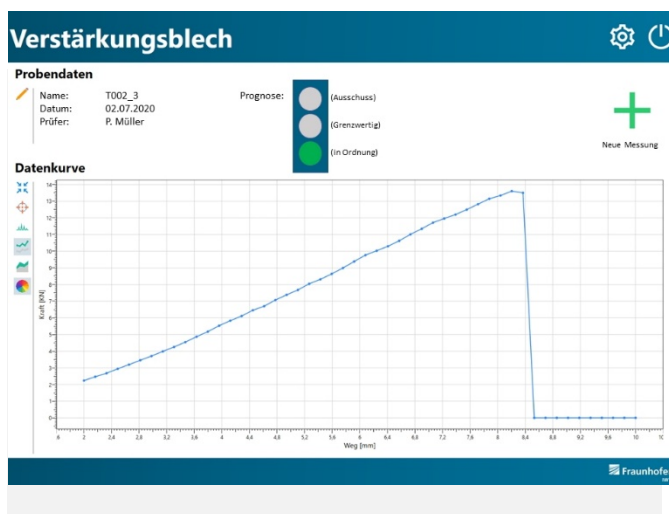 Verstärkungsblech
Probendaten
Name: T002_3
Datum: 02.07.2020
Prüfer: P. Müller
Prognose:
(Ausschuss)
(Grenzwertig)
(In Ordnung)
Neue Messung
Datenkurve
Kraft [KN]
14
13
12
11
10
9
8
7
6
5
4
3
2
1
0
,6 2 2,4 2,8 3,2 3,6 4 4,4 4,8 5,2 5,6 6 6,4 6,8 7,2 7,6 8 8,4 8,8 9,2 9,6 10 10
Weg [mm]
Fraunhofe